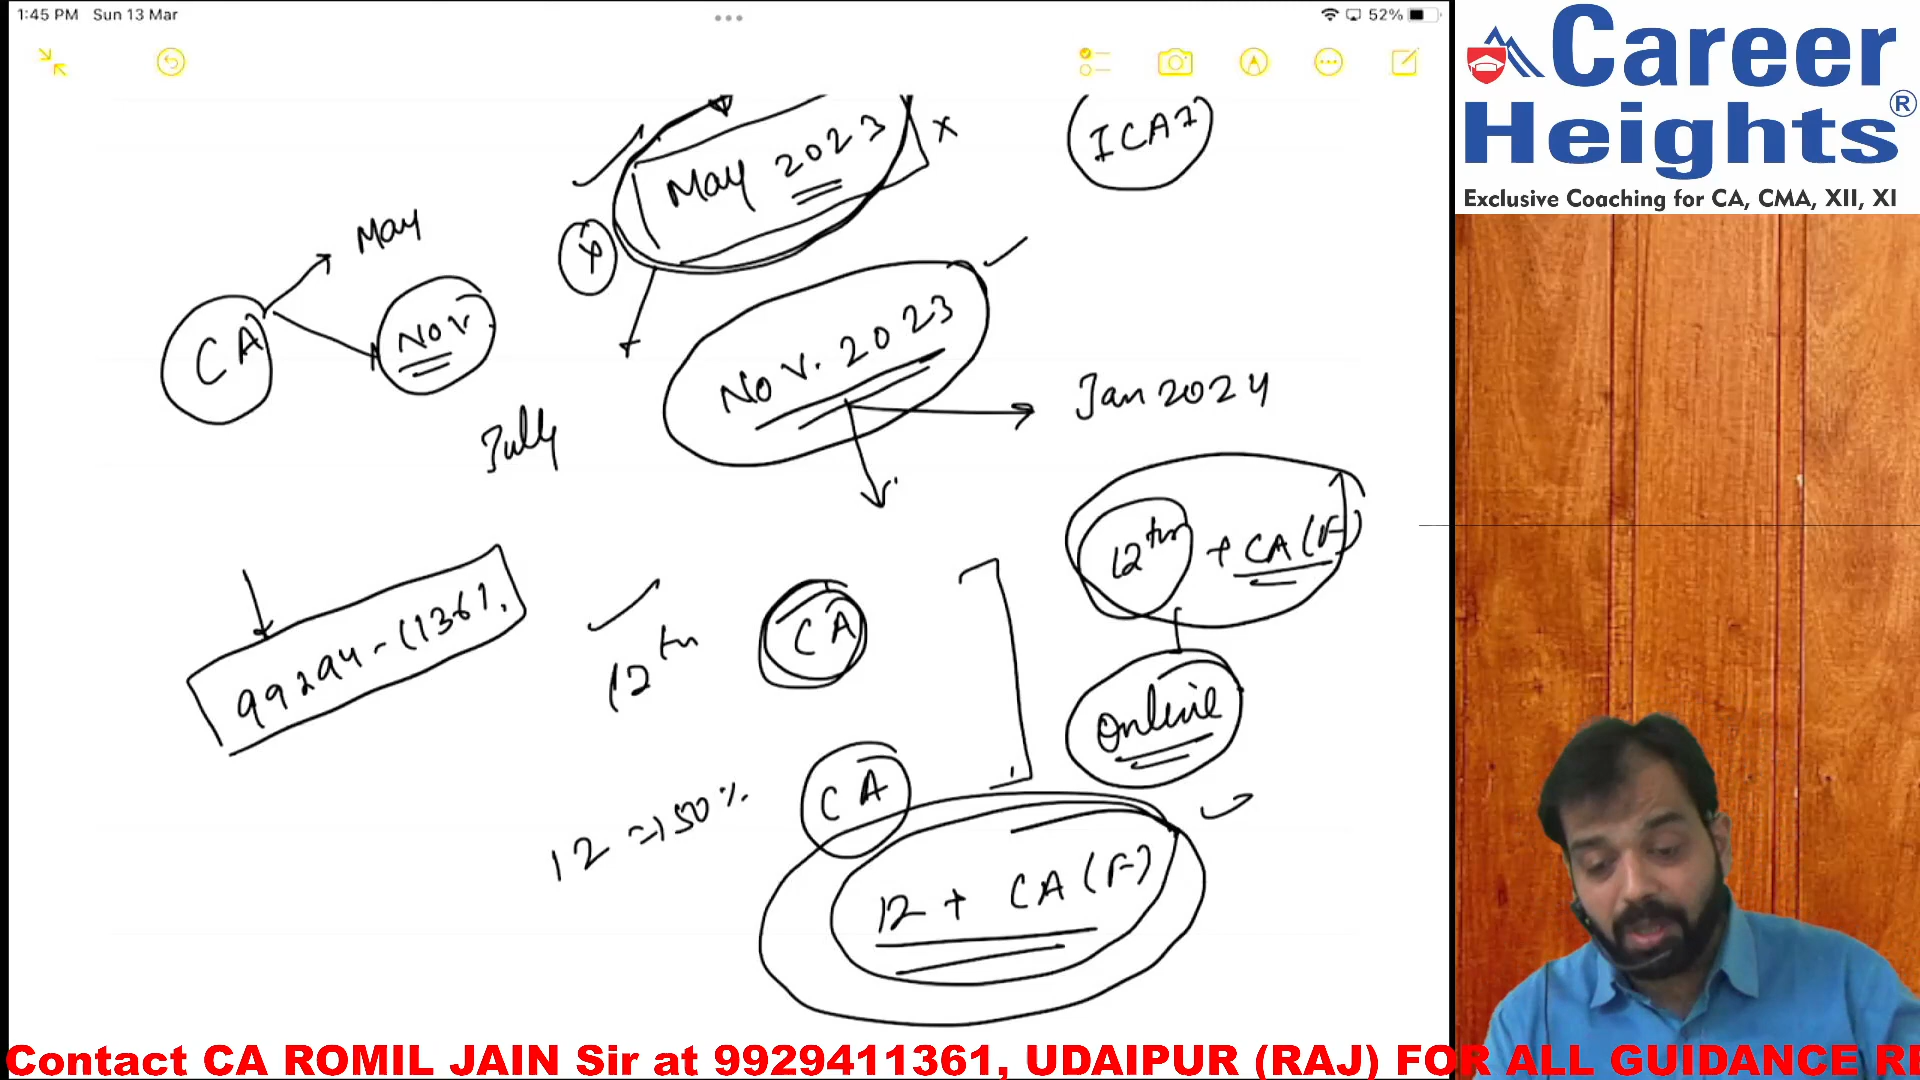 1:45 PM Sun 13 Mar
52%
Career
Heights®
Exclusive Coaching for CA, CMA, XII, XI
May 2023
x
ICAI
May
CA
Nov
Nov. 2023
Jan 2024
July
12th + CA (F)
99294-11361.
12th
CA
Online
12 => 50%
CA
12 + CA (F)
Contact CA ROMIL JAIN Sir at 9929411361, UDAIPUR (RAJ) FOR ALL GUIDANCE RE